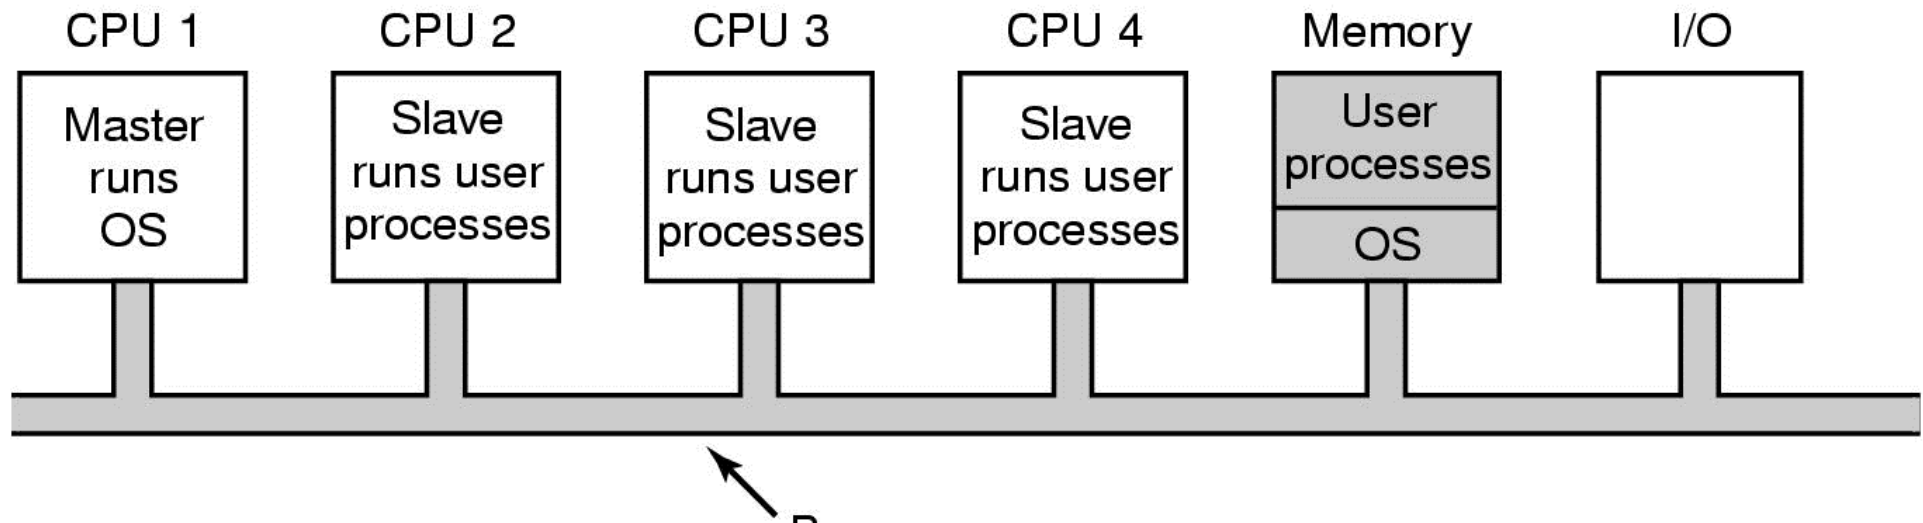 CPU 1
CPU 2
CPU 3
CPU 4
Memory
I/O
Master
runs
OS
Slave
runs user
processes
Slave
runs user
processes
Slave
runs user
processes
User
processes
OS